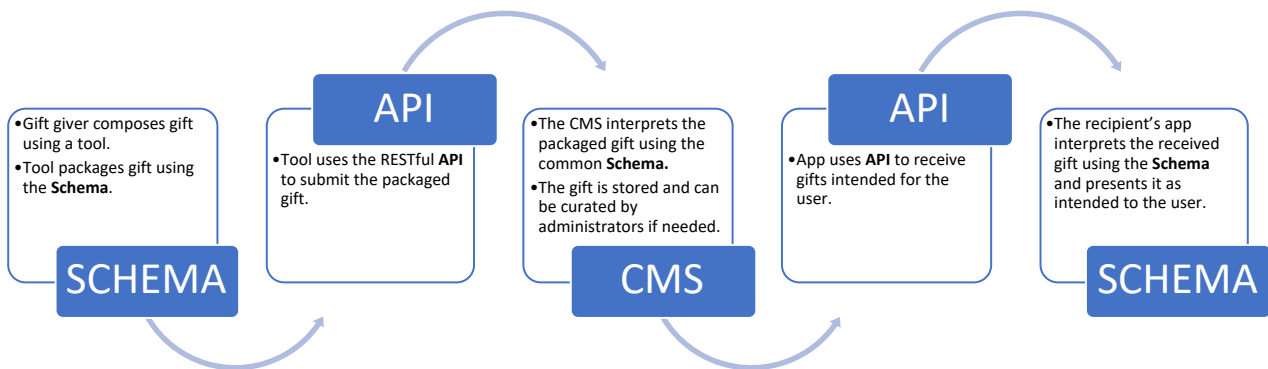 •Gift giver composes gift
using a tool.
•Tool packages gift using
the Schema.
SCHEMA
API
•Tool uses the RESTful API
to submit the packaged
gift.
•The CMS interprets the
packaged gift using the
common Schema.
•The gift is stored and can
be curated by
administrators if needed.
CMS
API
•App uses API to receive
gifts intended for the
user.
•The recipient’s app
interprets the received
gift using the Schema
and presents it as
intended to the user.
SCHEMA